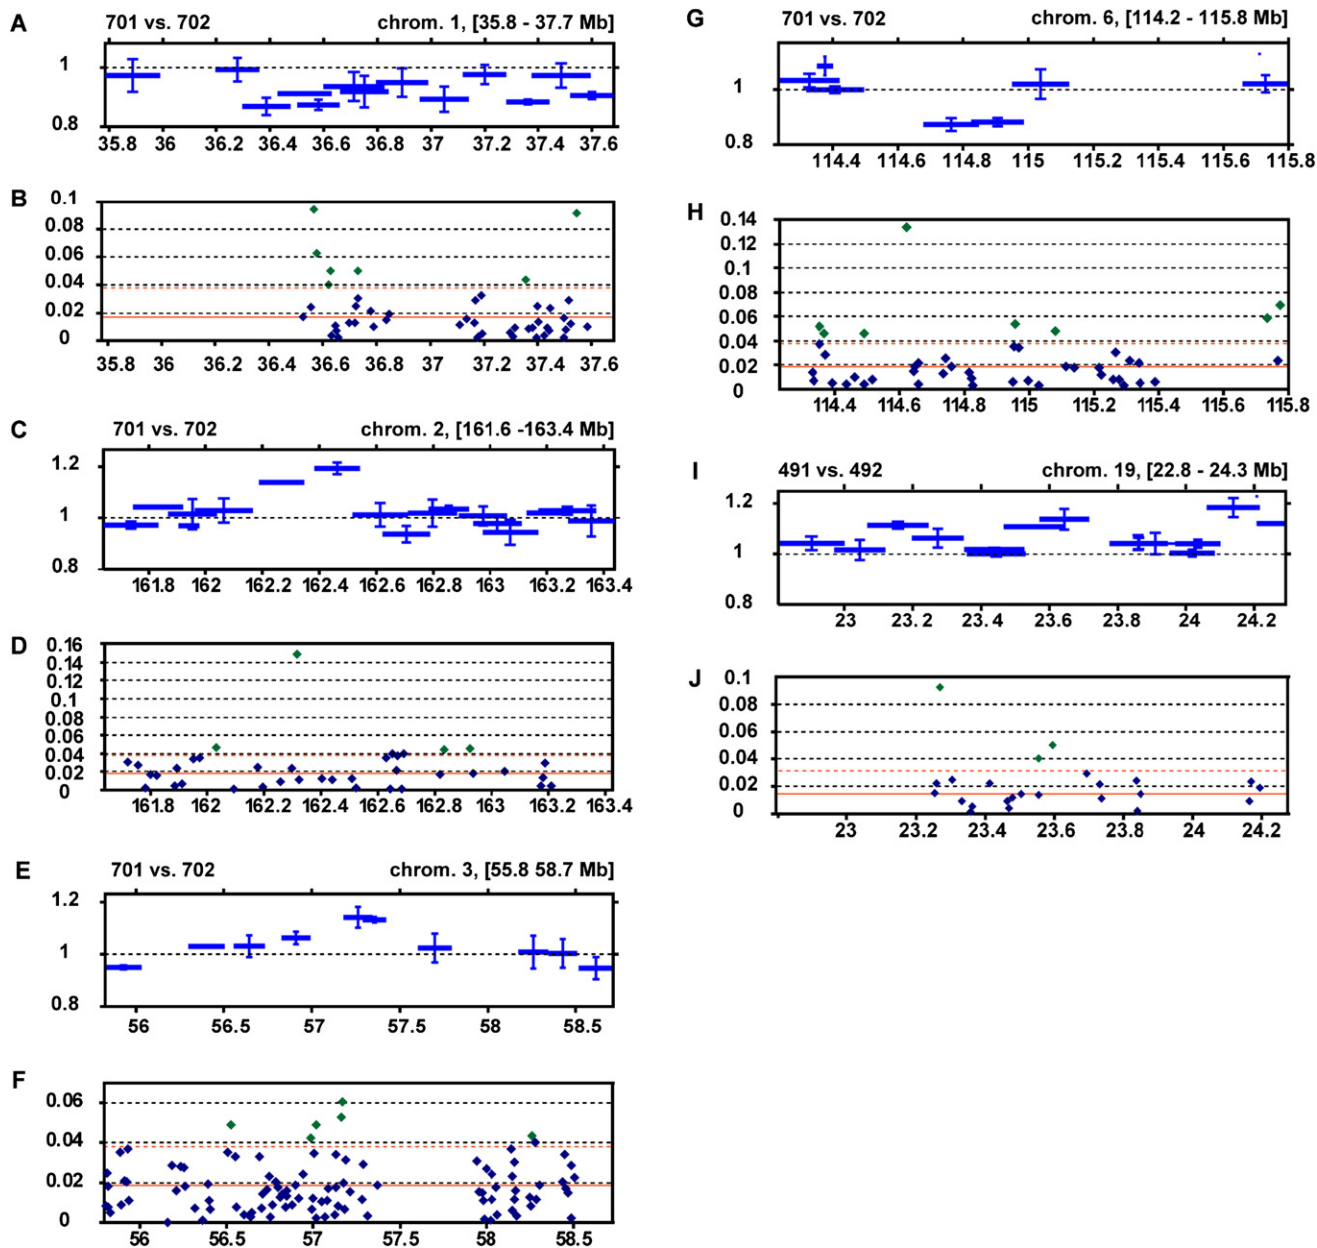 A
701 vs. 702
chrom. 1, [35.8 - 37.7 Mb]
1
0.8
35.8 36 36.2 36.4 36.6 36.8 37 37.2 37.4 37.6
B
0.1
0.08
0.06
0.04
0.02
0
35.8 36 36.2 36.4 36.6 36.8 37 37.2 37.4 37.6
C
701 vs. 702
chrom. 2, [161.6 -163.4 Mb]
1.2
1
0.8
161.8 162 162.2 162.4 162.6 162.8 163 163.2 163.4
D
0.16
0.14
0.12
0.1
0.08
0.06
0.04
0.02
0
161.8 162 162.2 162.4 162.6 162.8 163 163.2 163.4
E
701 vs. 702
chrom. 3, [55.8 58.7 Mb]
1.2
1
0.8
56 56.5 57 57.5 58 58.5
F
0.06
0.04
0.02
0
56 56.5 57 57.5 58 58.5
G
701 vs. 702
chrom. 6, [114.2 - 115.8 Mb]
1
0.8
114.4 114.6 114.8 115 115.2 115.4 115.6 115.8
H
0.14
0.12
0.1
0.08
0.06
0.04
0.02
0
114.4 114.6 114.8 115 115.2 115.4 115.6 115.8
I
491 vs. 492
chrom. 19, [22.8 - 24.3 Mb]
1.2
1
0.8
23 23.2 23.4 23.6 23.8 24 24.2
J
0.1
0.08
0.06
0.04
0.02
0
23 23.2 23.4 23.6 23.8 24 24.2